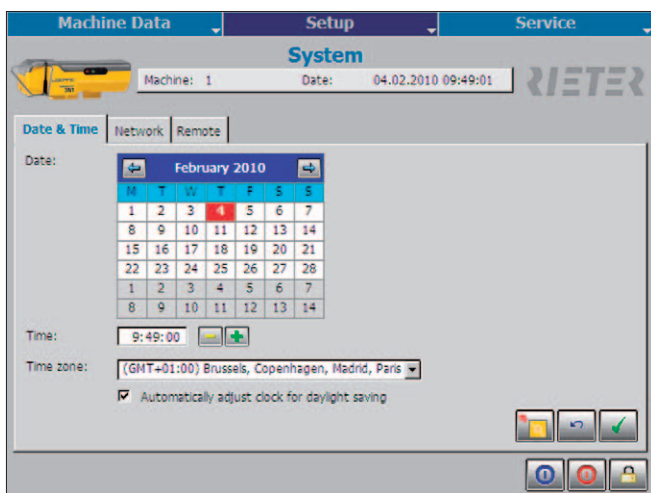 Machine Data Setup Service
System
Machine: 1 Date: 04.02.2010 09:49:01
RIETER
Date & Time Network Remote
Date:
February 2010
M T W T F S S
1 2 3 4 5 6 7
8 9 10 11 12 13 14
15 16 17 18 19 20 21
22 23 24 25 26 27 28
1 2 3 4 5 6 7
8 9 10 11 12 13 14
Time: 9:49:00
Time zone: (GMT+01:00) Brussels, Copenhagen, Madrid, Paris
Automatically adjust clock for daylight saving